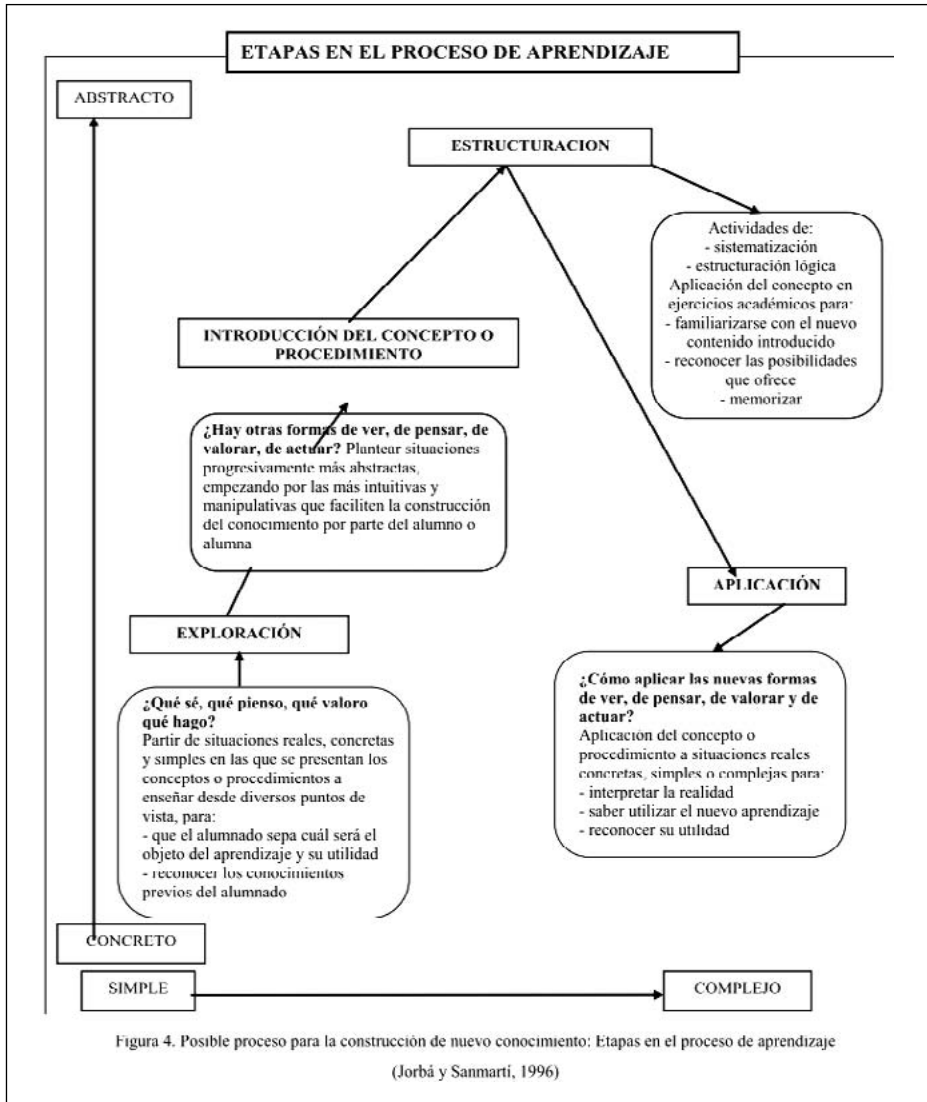 ETAPAS EN EL PROCESO DE APRENDIZAJE
ABSTRACTO
ESTRUCTURACION
Actividades de:
- sistematización
- estructuración lógica
Aplicación del concepto en
ejercicios académicos para:
- familiarizarse con el nuevo
contenido introducido
- reconocer las posibilidades
que ofrece
- memorizar
INTRODUCCIÓN DEL CONCEPTO O
PROCEDIMIENTO
¿Hay otras formas de ver, de pensar, de
valorar, de actuar? Plantear situaciones
progresivamente más abstractas,
empezando por las más intuitivas y
manipulativas que faciliten la construcción
del conocimiento por parte del alumno o
alumna
APLICACIÓN
EXPLORACIÓN
¿Cómo aplicar las nuevas formas
de ver, de pensar, de valorar y de
actuar?
Aplicación del concepto o
procedimiento a situaciones reales
concretas, simples o complejas para:
- interpretar la realidad
- saber utilizar el nuevo aprendizaje
- reconocer su utilidad
¿Qué sé, qué pienso, qué valoro
qué hago?
Partir de situaciones reales, concretas
y simples en las que se presentan los
conceptos o procedimientos a
enseñar desde diversos puntos de
vista, para:
- que el alumnado sepa cuál será el
objeto del aprendizaje y su utilidad
- reconocer los conocimientos
previos del alumnado
CONCRETO
SIMPLE
COMPLEJO
Figura 4. Posible proceso para la construcción de nuevo conocimiento: Etapas en el proceso de aprendizaje
(Jorbá y Sanmartí, 1996)